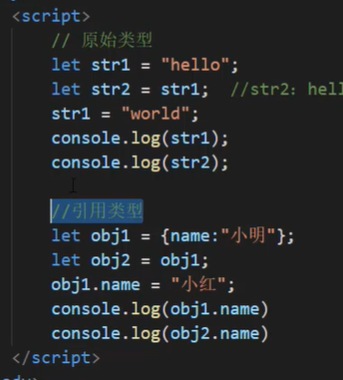 <script>
// 原始类型
let str1 = "hello";
let str2 = str1;  //str2: hell
str1 = "world";
console.log(str1);
console.log(str2);
//引用类型
let obj1 = {name:"小明"};
let obj2 = obj1;
obj1.name = "小红";
console.log(obj1.name)
console.log(obj2.name)
</script>